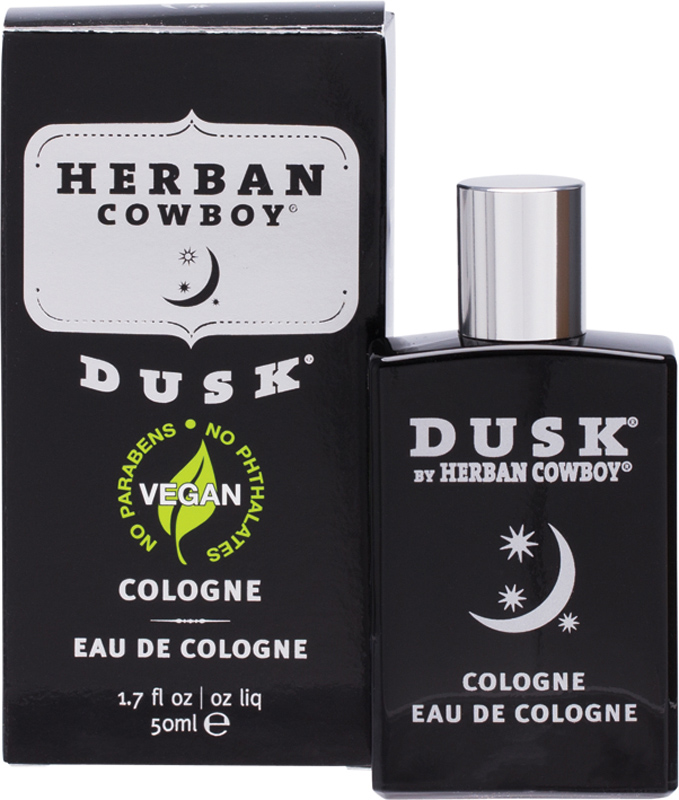 HERBAN
COWBOY®
DUSK®
NO PARABENS • NO PHTHALATES
VEGAN
COLOGNE
EAU DE COLOGNE
1.7 fl oz | oz liq
50ml ℮
DUSK®
BY HERBAN COWBOY®
COLOGNE
EAU DE COLOGNE